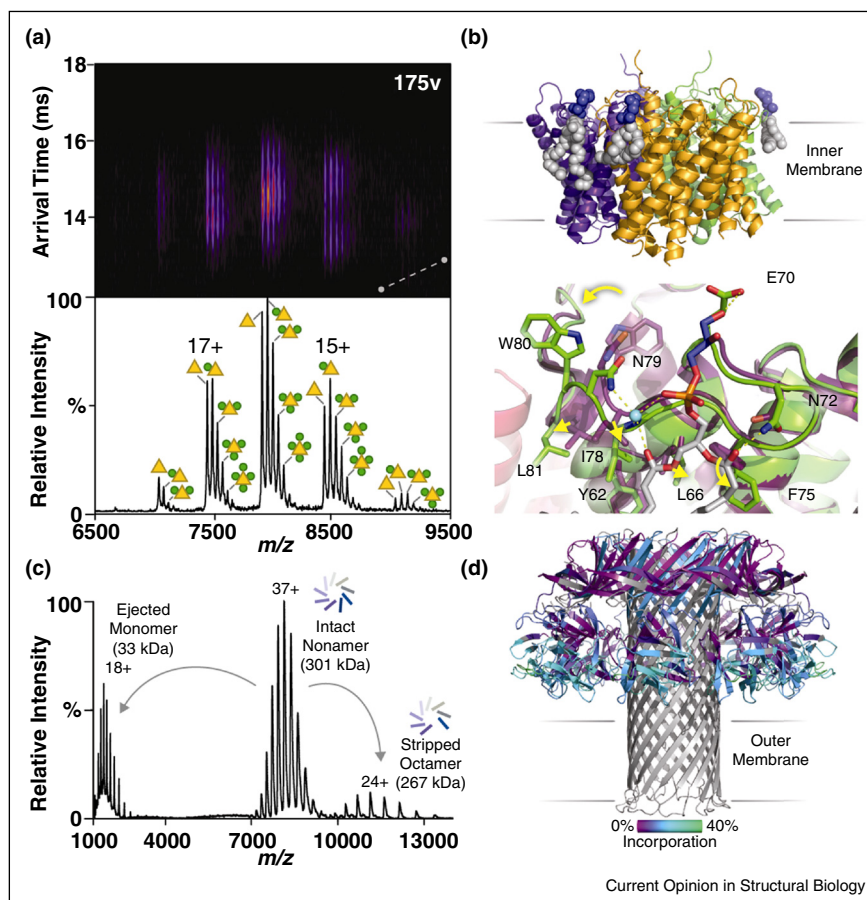 (a)
18
175v
16
14
Arrival Time (ms)
100
17+
15+
%
Relative Intensity
0
6500 7500 8500 9500
m/z
(b)
Inner
Membrane
E70
W80
N79
N72
I78
L81
Y62
L66
F75
(c)
100
37+
Ejected
Monomer
(33 kDa)
18+
Intact
Nonamer
(301 kDa)
%
Relative Intensity
Stripped
Octamer
(267 kDa)
24+
0
1000 4000 7000 10000 13000
m/z
(d)
Outer
Membrane
0% 40%
Incorporation
Current Opinion in Structural Biology